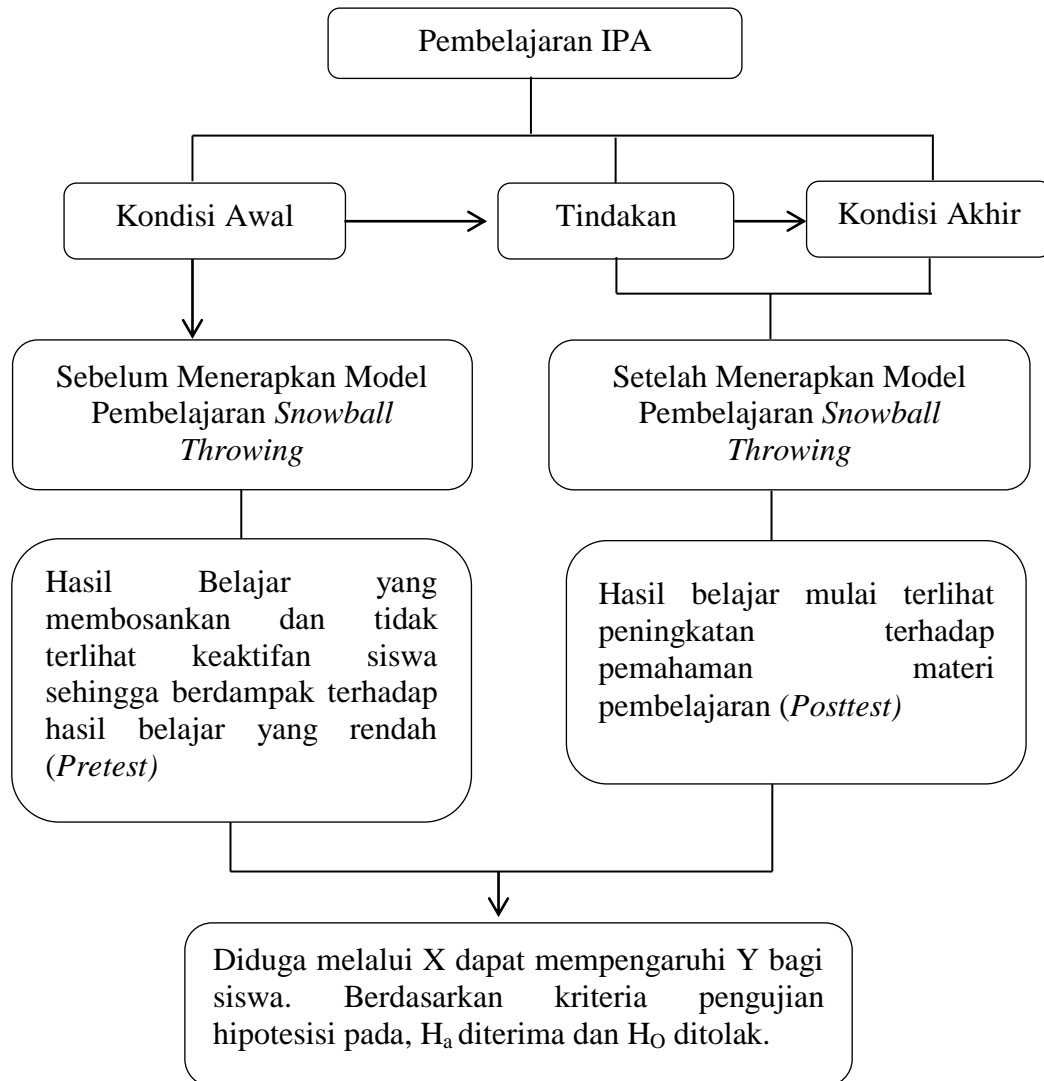 Pembelajaran IPA
Kondisi Awal
Tindakan
Kondisi Akhir
Sebelum Menerapkan Model
Pembelajaran Snowball
Throwing
Setelah Menerapkan Model
Pembelajaran Snowball
Throwing
Hasil Belajar yang
membosankan dan tidak
terlihat keaktifan siswa
sehingga berdampak terhadap
hasil belajar yang rendah
(Pretest)
Hasil belajar mulai terlihat
peningkatan terhadap
pemahaman materi
pembelajaran (Posttest)
Diduga melalui X dapat mempengaruhi Y bagi
siswa. Berdasarkan kriteria pengujian
hipotesisi pada, Ha diterima dan HO ditolak.